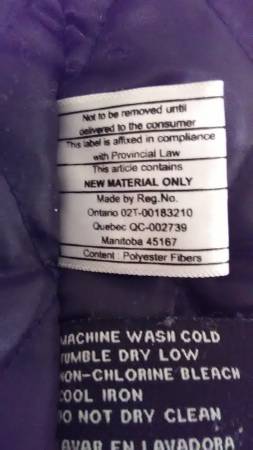 Not to be removed until
delivered to the consumer
This label is affixed in compliance
with Provincial Law
This article contains
NEW MATERIAL ONLY
Made by Reg.No.
Ontario 02T-00183210
Quebec QC-002739
Manitoba 45167
Content : Polyester Fibers
MACHINE WASH COLD
TUMBLE DRY LOW
NON-CHLORINE BLEACH
COOL IRON
DO NOT DRY CLEAN
LAVAR EN LAVADORA